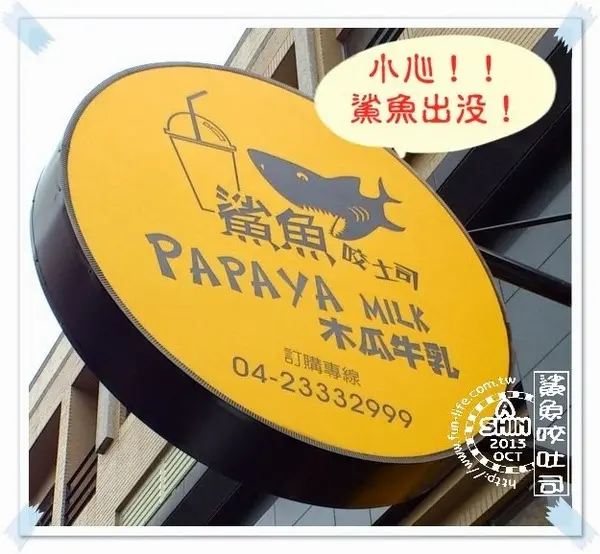 小心！！
鯊魚出没！
鯊魚咬土司
PAPAYA MILK
木瓜牛乳
訂購專線
04-23332999
http://www.fun-life.com.tw
A
SHIN
2013
OCT
鯊魚咬吐司